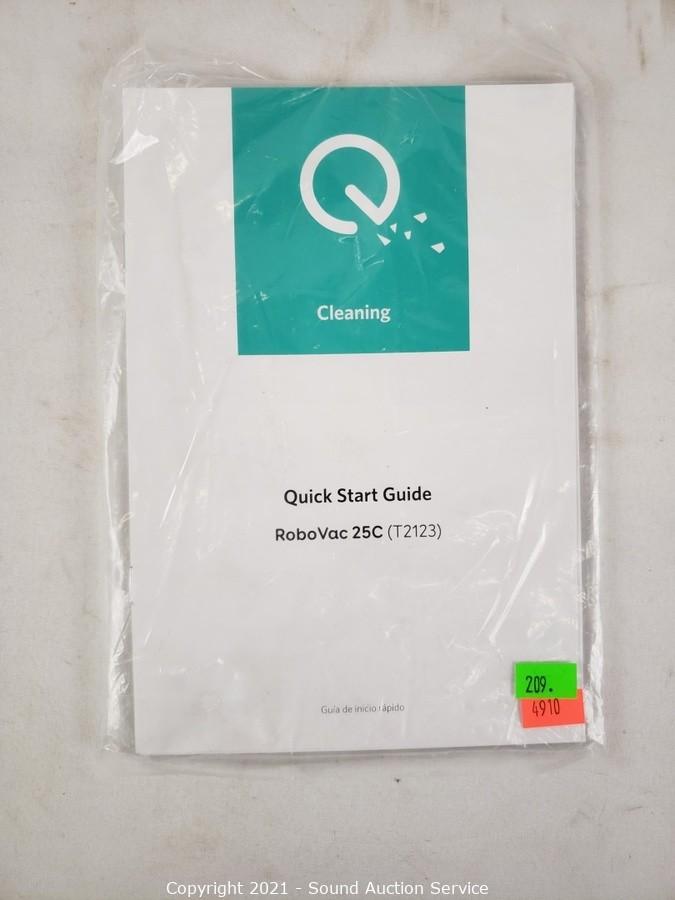 Cleaning
Quick Start Guide
RoboVac 25C (T2123)
209.
4910
Guía de inicio rápido
Copyright 2021 - Sound Auction Service